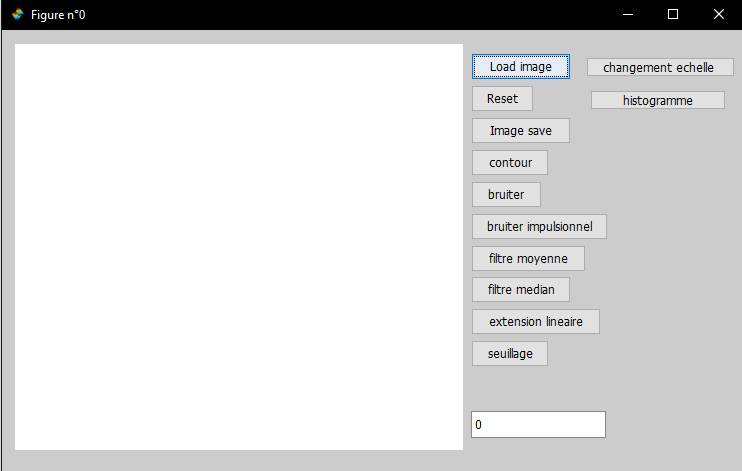 Figure n°0
Load image
changement echelle
Reset
histogramme
Image save
contour
bruiter
bruiter impulsionnel
filtre moyenne
filtre median
extension lineaire
seuillage
0